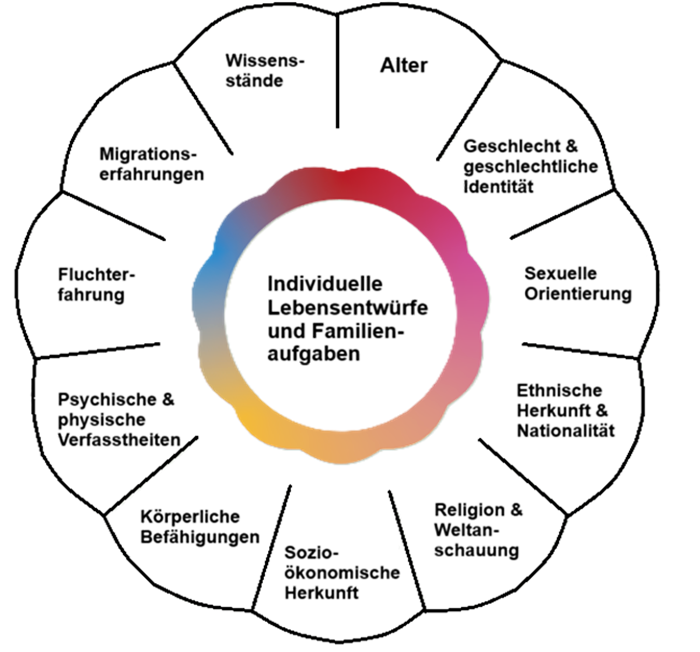 Wissens-
stände
Alter
Geschlecht &
geschlechtliche
Identität
Sexuelle
Orientierung
Ethnische
Herkunft &
Nationalität
Religion &
Weltan-
schauung
Sozio-
ökonomische
Herkunft
Körperliche
Befähigungen
Psychische &
physische
Verfasstheiten
Fluchter-
fahrung
Migrations-
erfahrungen
Individuelle
Lebensentwürfe
und Familien-
aufgaben